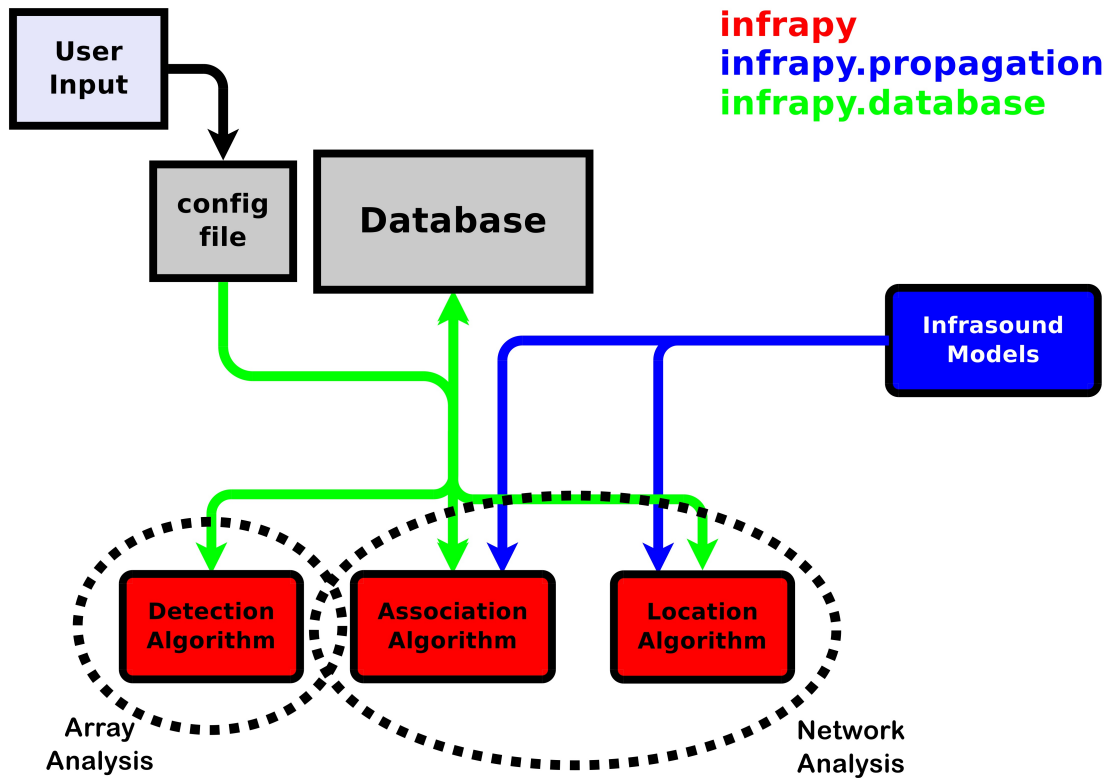 User
Input
infrapy
infrapy.propagation
infrapy.database
config
file
Database
Infrasound
Models
Detection
Algorithm
Association
Algorithm
Location
Algorithm
Array
Analysis
Network
Analysis